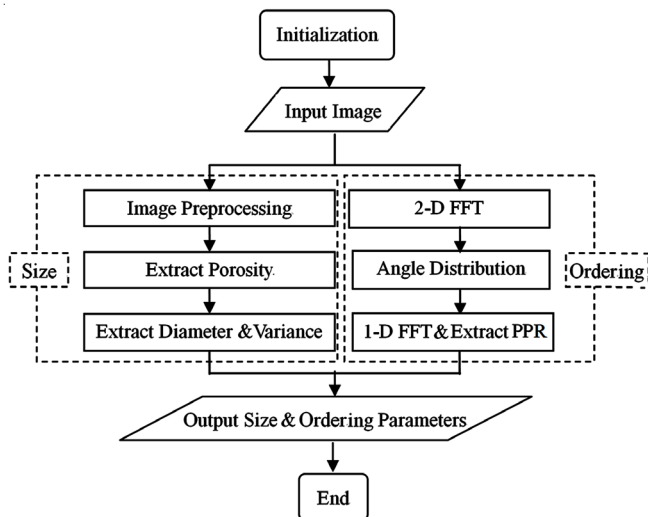 Initialization
Input Image
Image Preprocessing
2-D FFT
Size
Extract Porosity.
Angle Distribution
Ordering
Extract Diameter &Variance
1-D FFT & Extract PPR
Output Size & Ordering Parameters
End